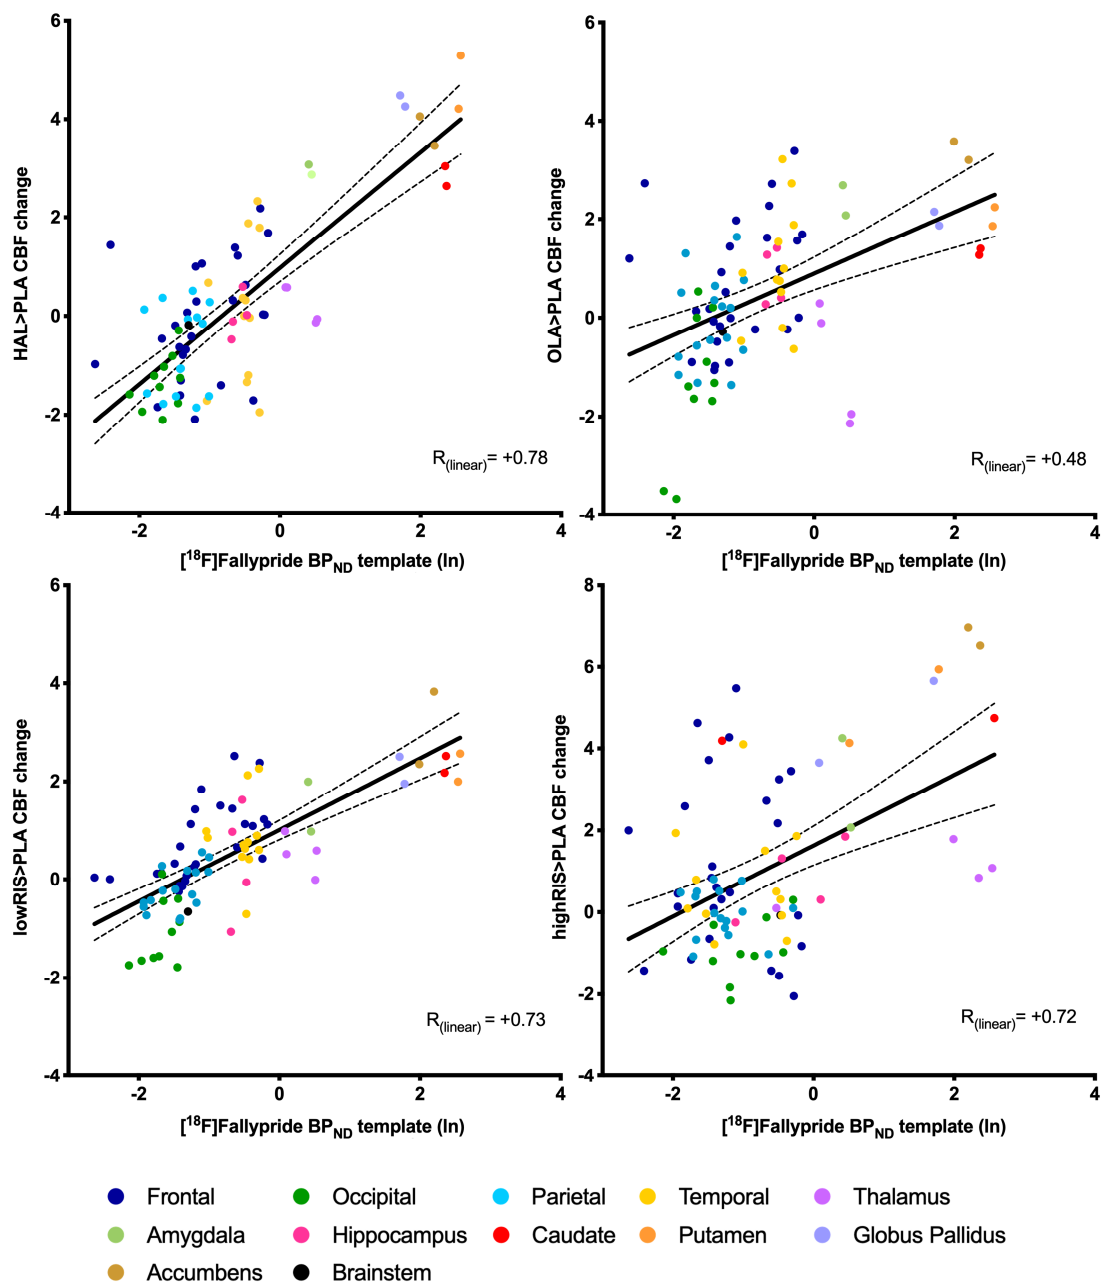 6
4
2
0
-2
-4
HAL>PLA CBF change
R(linear)= +0.78
-2 0 2 4
[18F]Fallypride BPND template (ln)
6
4
2
0
-2
-4
OLA>PLA CBF change
R(linear)= +0.48
-2 0 2 4
[18F]Fallypride BPND template (ln)
6
4
2
0
-2
-4
lowRIS>PLA CBF change
R(linear) = +0.73
-2 0 2 4
[18F]Fallypride BPND template (ln)
8
6
4
2
0
-2
-4
highRIS>PLA CBF change
R(linear)= +0.72
-2 0 2 4
[18F]Fallypride BPND template (ln)
Frontal Occipital Parietal Temporal Thalamus
Amygdala Hippocampus Caudate Putamen Globus Pallidus
Accumbens Brainstem